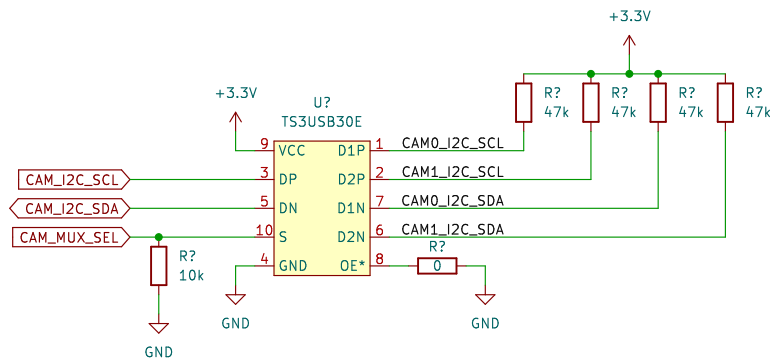 +3.3V
+3.3V
U?
TS3USB30E
R?
47k
R?
47k
R?
47k
R?
47k
9
VCC
D1P
1
CAM0_I2C_SCL
CAM_I2C_SCL
3
DP
D2P
2
CAM1_I2C_SCL
CAM_I2C_SDA
5
DN
D1N
7
CAM0_I2C_SDA
CAM_MUX_SEL
10
S
D2N
6
CAM1_I2C_SDA
4
GND
OE*
8
R?
0
R?
10k
GND
GND
GND